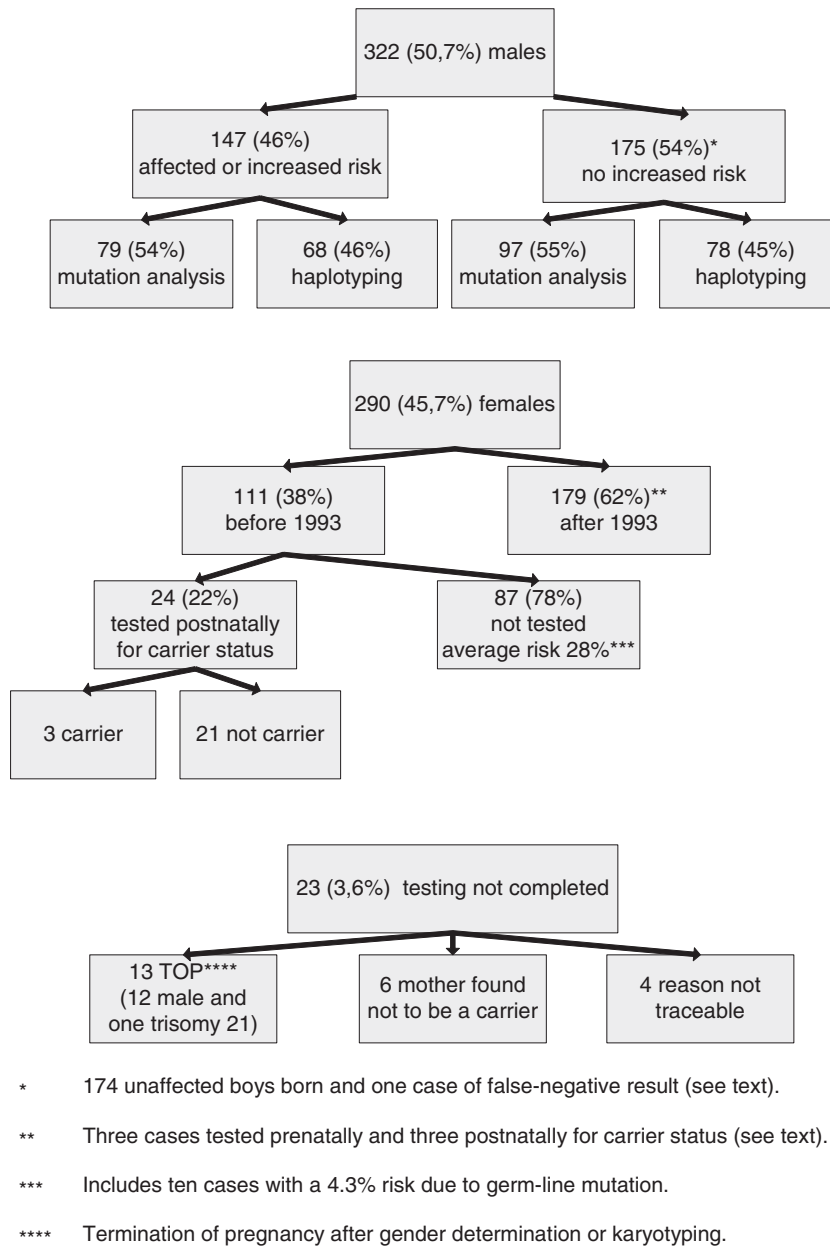 322 (50,7%) males
147 (46%)
affected or increased risk
175 (54%)*
no increased risk
79 (54%)
mutation analysis
68 (46%)
haplotyping
97 (55%)
mutation analysis
78 (45%)
haplotyping
290 (45,7%) females
111 (38%)
before 1993
179 (62%)**
after 1993
24 (22%)
tested postnatally
for carrier status
87 (78%)
not tested
average risk 28%***
3 carrier
21 not carrier
23 (3,6%) testing not completed
13 TOP****
(12 male and
one trisomy 21)
6 mother found
not to be a carrier
4 reason not
traceable
* 174 unaffected boys born and one case of false-negative result (see text).
** Three cases tested prenatally and three postnatally for carrier status (see text).
*** Includes ten cases with a 4.3% risk due to germ-line mutation.
**** Termination of pregnancy after gender determination or karyotyping.